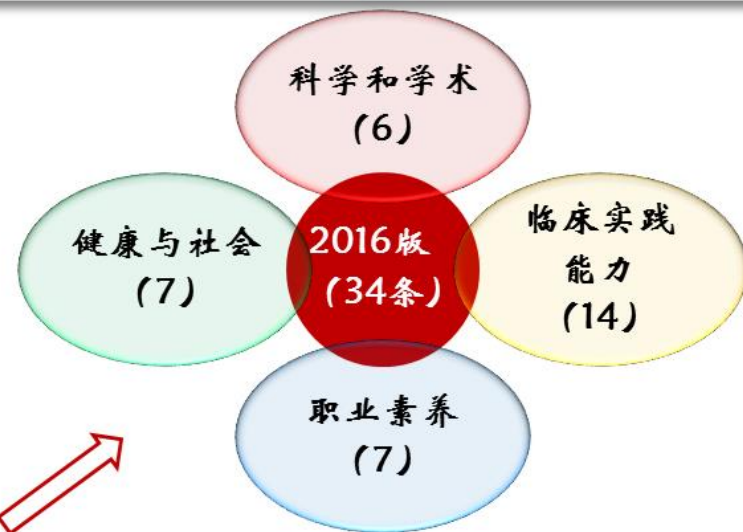 科学和学术
(6)
健康与社会
(7)
2016版
(34条)
临床实践
能力
(14)
职业素养
(7)